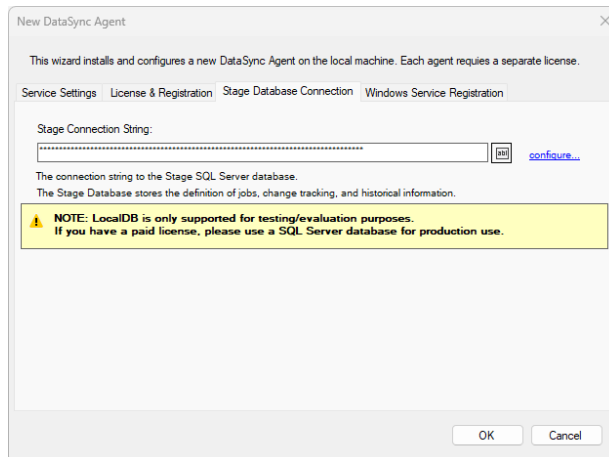 New DataSync Agent
This wizard installs and configures a new DataSync Agent on the local machine. Each agent requies a separate license.
Service Settings License & Registration Stage Database Connection Windows Service Registration
Stage Connection String:
abl configure...
The connection string to the Stage SQL Server database.
The Stage Database stores the definition of jobs, change tracking, and historical information.
NOTE: LocalDB is only supported for testing/evaluation purposes.
If you have a paid license, please use a SQL Server database for production use.
OK Cancel